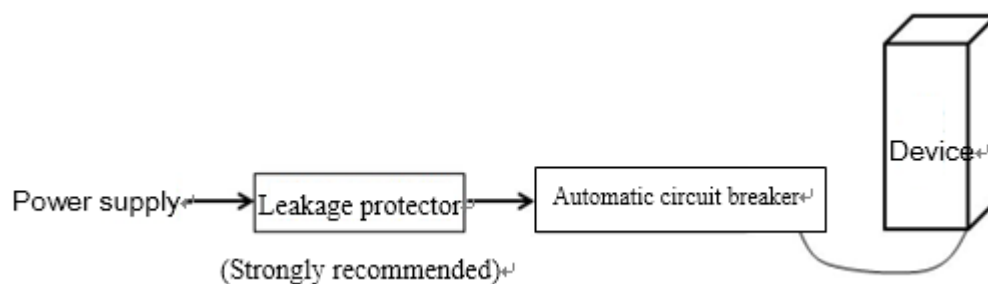 Device↵
Power supply↵
Leakage protector↵
Automatic circuit breaker↵
(Strongly recommended)↵